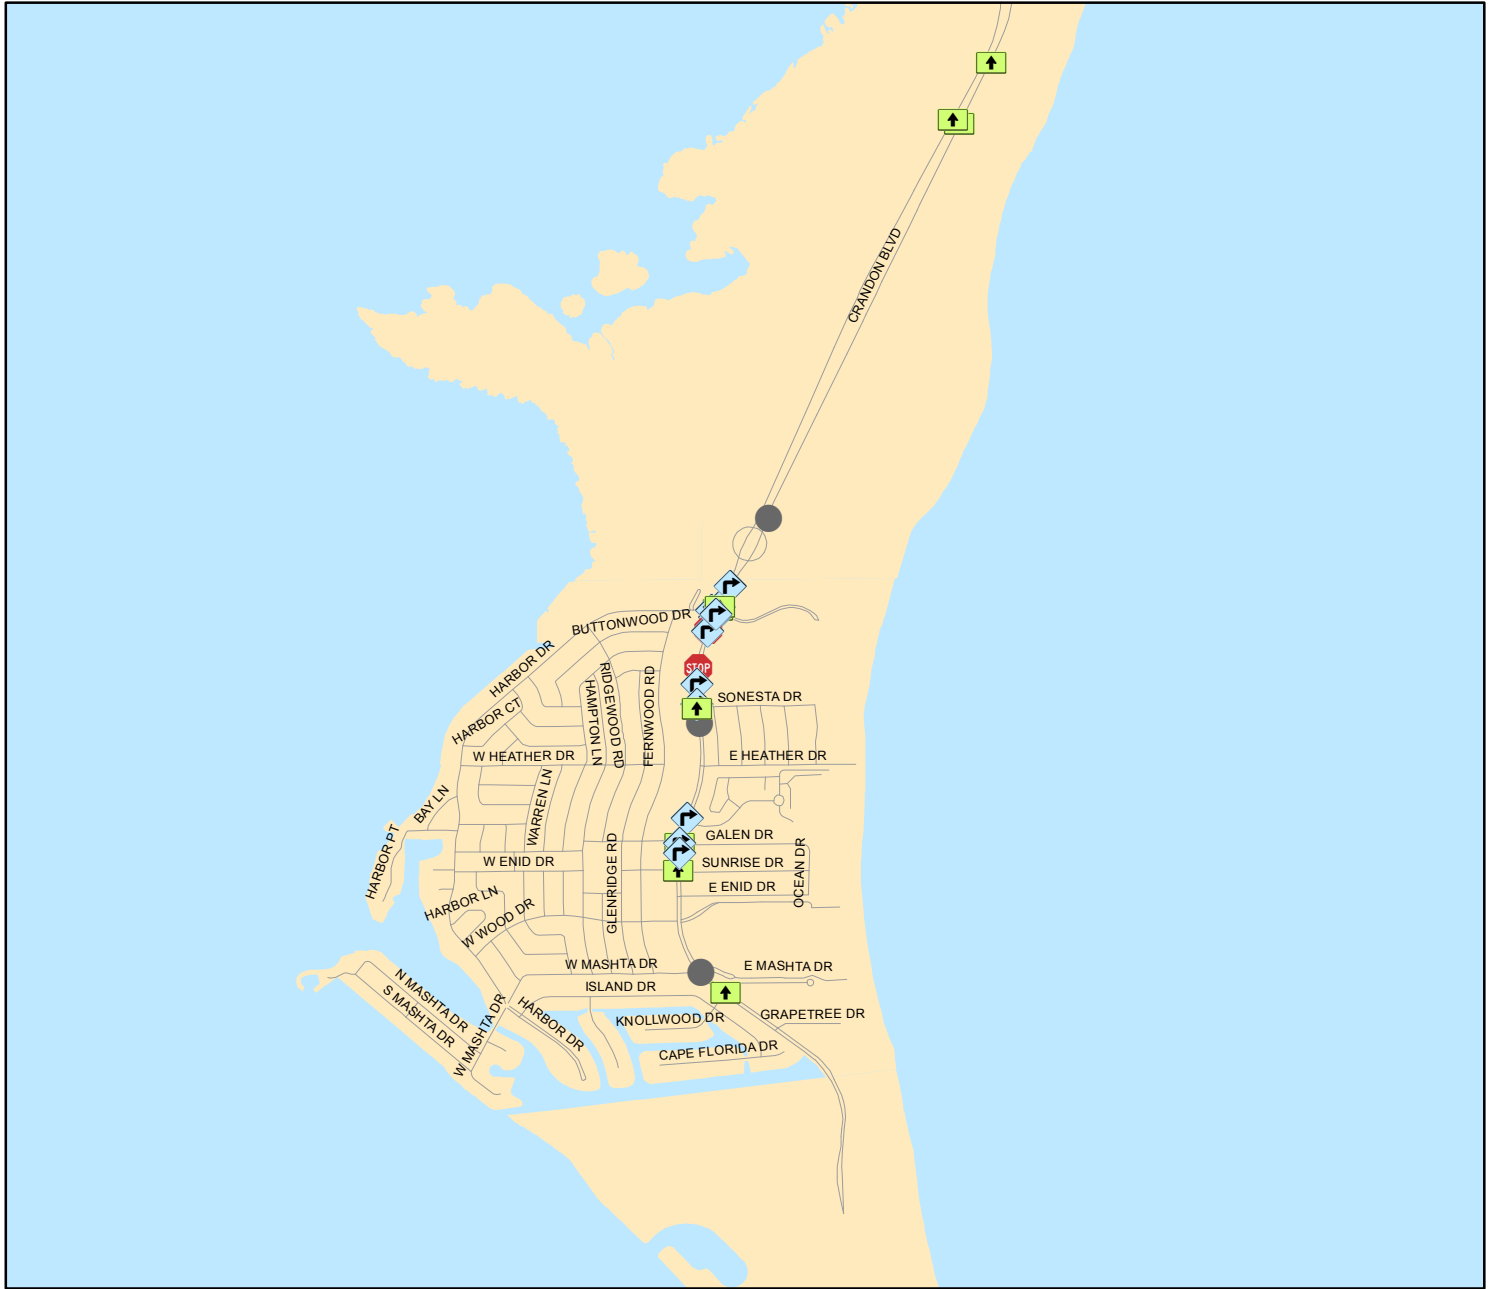 CRANDON BLVD
BUTTONWOOD DR
HARBOR DR
STOP
RIDGEWOOD RD
HAMPTON LN
FERNWOOD RD
SONESTA DR
HARBOR CT
W HEATHER DR
E HEATHER DR
WARREN LN
BAY LN
HARBOR PT
GALEN DR
GLENRIDGE RD
OCEAN DR
W ENID DR
SUNRISE DR
E ENID DR
HARBOR LN
W WOOD DR
W MASHTA DR
E MASHTA DR
N MASHTA DR
ISLAND DR
S MASHTA DR
W MASHTA DR
HARBOR DR
KNOLLWOOD DR
GRAPETREE DR
CAPE FLORIDA DR